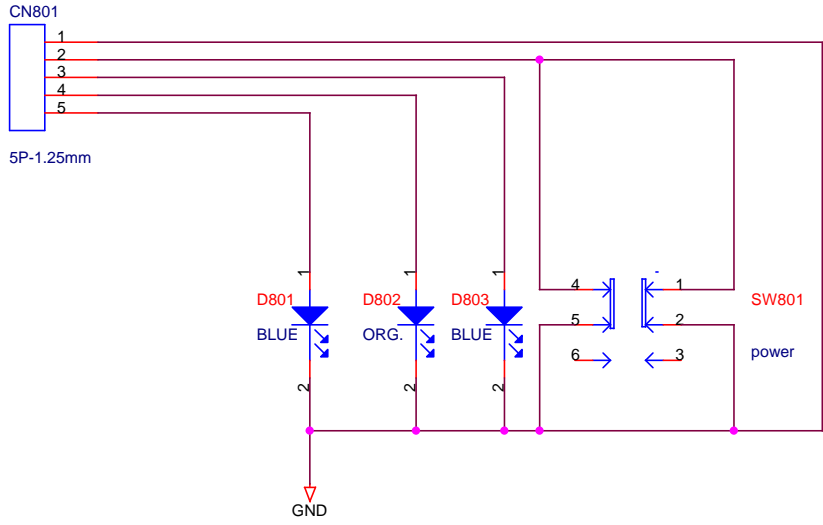 CN801
1
2
3
4
5
5P-1.25mm
1 1 1
D801 D802 D803
BLUE ORG. BLUE
2 2 2
4 1
5 2
6 3
SW801
power
GND